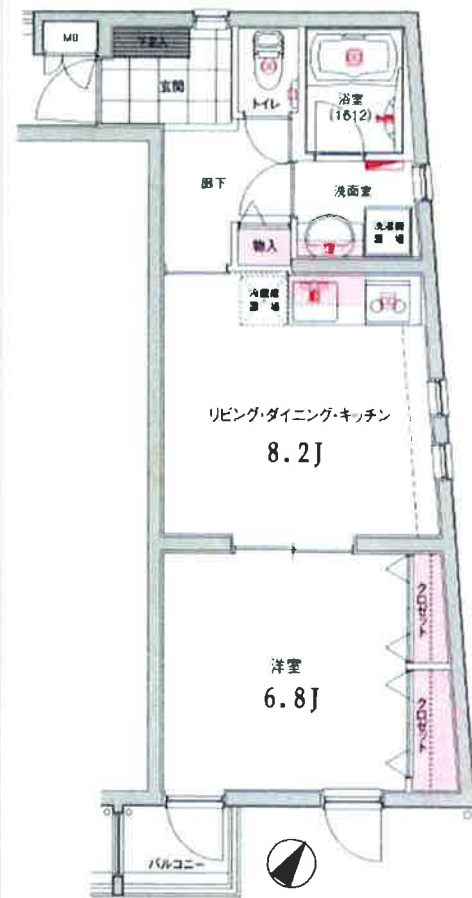 MB
下足入
玄関
トイレ
浴室
(1612)
廊下
洗面室
洗濯機
置場
物入
冷蔵庫
置場
リビング・ダイニング・キッチン
8.2J
洋室
6.8J
クロゼット
クロゼット
バルコニー